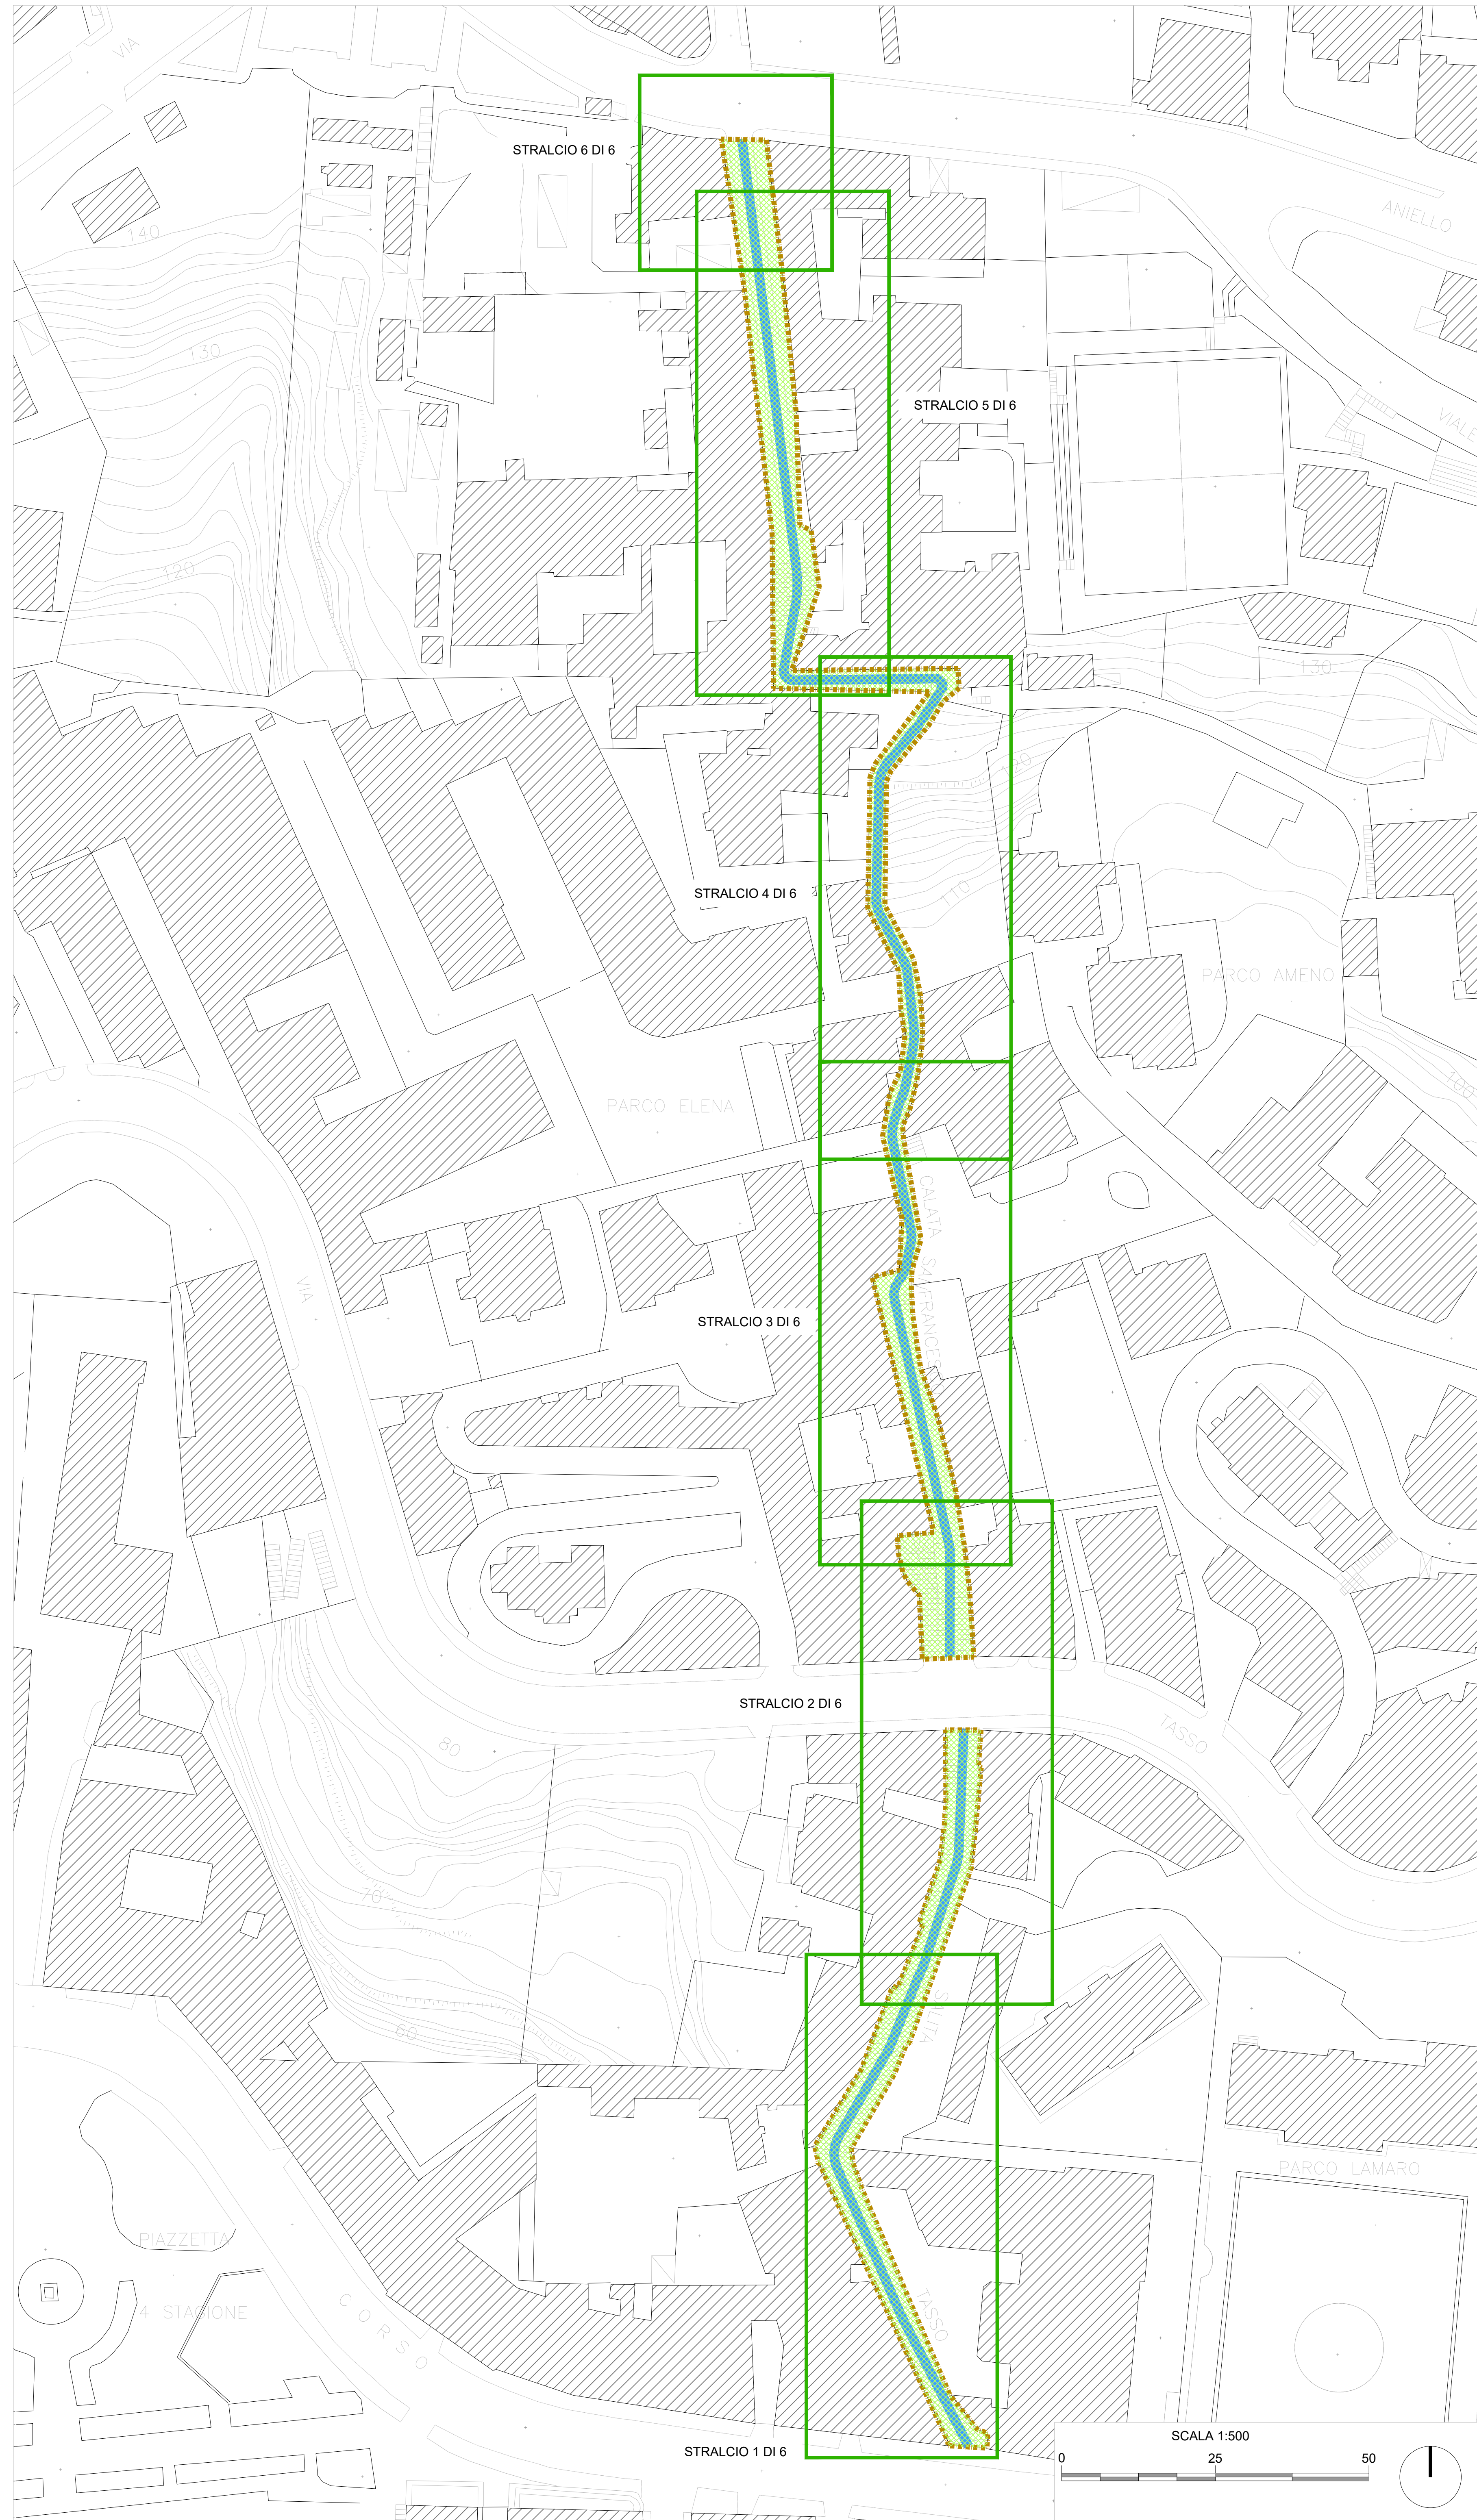 VIA
STRALCIO 6 DI 6
ANIELLO
140
130
STRALCIO 5 DI 6
VIALE
120
130
120
STRALCIO 4 DI 6
110
PARCO AMENO
100
PARCO ELENA
CALATA SAN FRANCES
VIA
STRALCIO 3 DI 6
STRALCIO 2 DI 6
TASSO
80
70
SALITA
60
PARCO LAMARO
PIAZZETTA
4 STAGIONE
CORSO
TASSO
STRALCIO 1 DI 6
SCALA 1:500
0 25 50